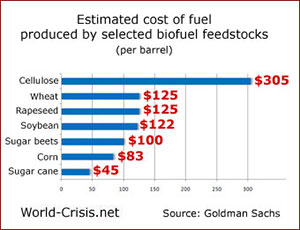 Estimated cost of fuel
produced by selected biofuel feedstocks
(per barrel)
Cellulose $305
Wheat $125
Rapeseed $125
Soybean $122
Sugar beets $100
Corn $83
Sugar cane $45
0 50 100 150 200 250 300
World-Crisis.net Source: Goldman Sachs